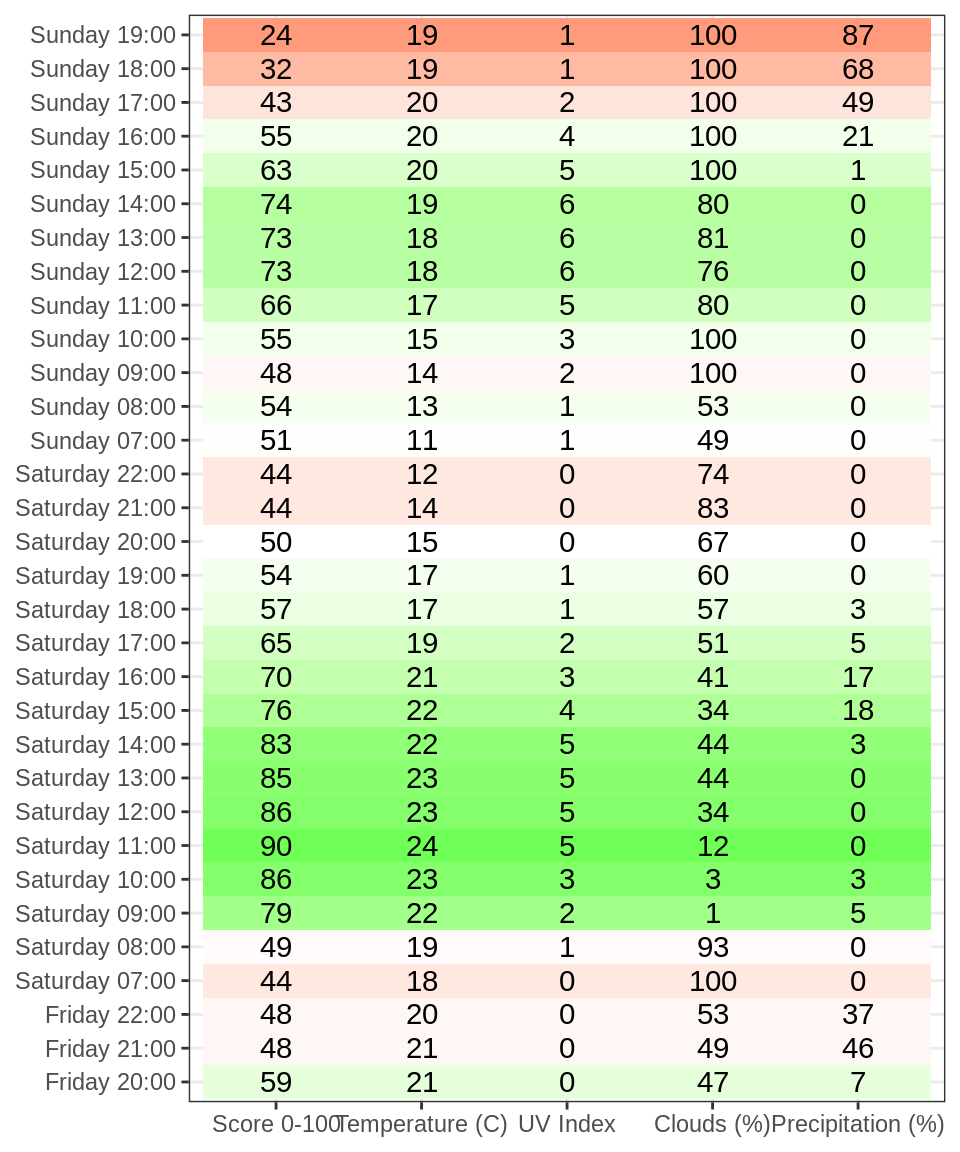 Sunday 19:00 24 19 1 100 87
Sunday 18:00 32 19 1 100 68
Sunday 17:00 43 20 2 100 49
Sunday 16:00 55 20 4 100 21
Sunday 15:00 63 20 5 100 1
Sunday 14:00 74 19 6 80 0
Sunday 13:00 73 18 6 81 0
Sunday 12:00 73 18 6 76 0
Sunday 11:00 66 17 5 80 0
Sunday 10:00 55 15 3 100 0
Sunday 09:00 48 14 2 100 0
Sunday 08:00 54 13 1 53 0
Sunday 07:00 51 11 1 49 0
Saturday 22:00 44 12 0 74 0
Saturday 21:00 44 14 0 83 0
Saturday 20:00 50 15 0 67 0
Saturday 19:00 54 17 1 60 0
Saturday 18:00 57 17 1 57 3
Saturday 17:00 65 19 2 51 5
Saturday 16:00 70 21 3 41 17
Saturday 15:00 76 22 4 34 18
Saturday 14:00 83 22 5 44 3
Saturday 13:00 85 23 5 44 0
Saturday 12:00 86 23 5 34 0
Saturday 11:00 90 24 5 12 0
Saturday 10:00 86 23 3 3 3
Saturday 09:00 79 22 2 1 5
Saturday 08:00 49 19 1 93 0
Saturday 07:00 44 18 0 100 0
Friday 22:00 48 20 0 53 37
Friday 21:00 48 21 0 49 46
Friday 20:00 59 21 0 47 7
Score 0-100 Temperature (C) UV Index Clouds (%) Precipitation (%)